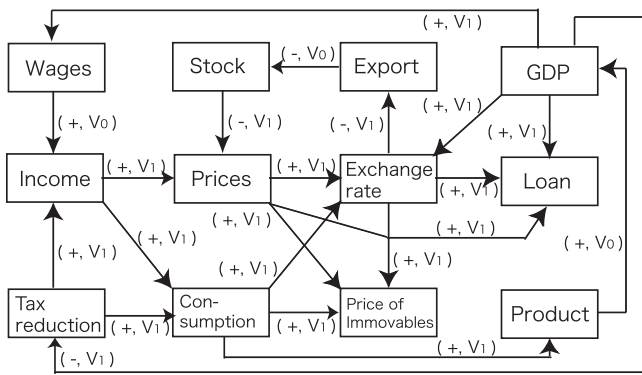 (+, V1)
Wages
Stock
(-, V0)
Export
GDP
(+, V0)
(-, V1)
(-, V1)
(+, V1)
(+, V1)
Income
(+, V1)
Prices
(+, V1)
Exchange
rate
(+, V1)
Loan
(+, V1)
(+, V1)
(+, V1)
(+, V1)
(+, V0)
(+, V1)
(+, V1)
(+, V1)
Tax
reduction
(+, V1)
Con-
sumption
(+, V1)
Price of
Immovables
Product
(-, V1)
(+, V1)